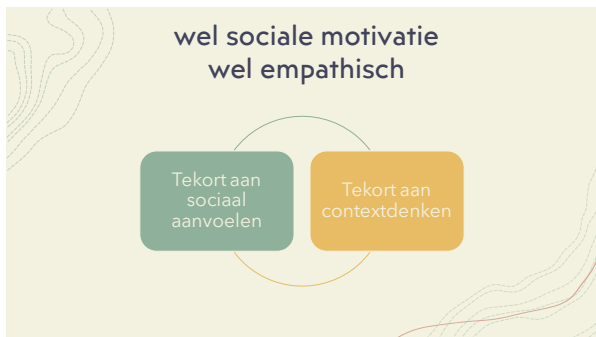 wel sociale motivatie
wel empathisch
Tekort aan
sociaal
aanvoelen
Tekort aan
contextdenken